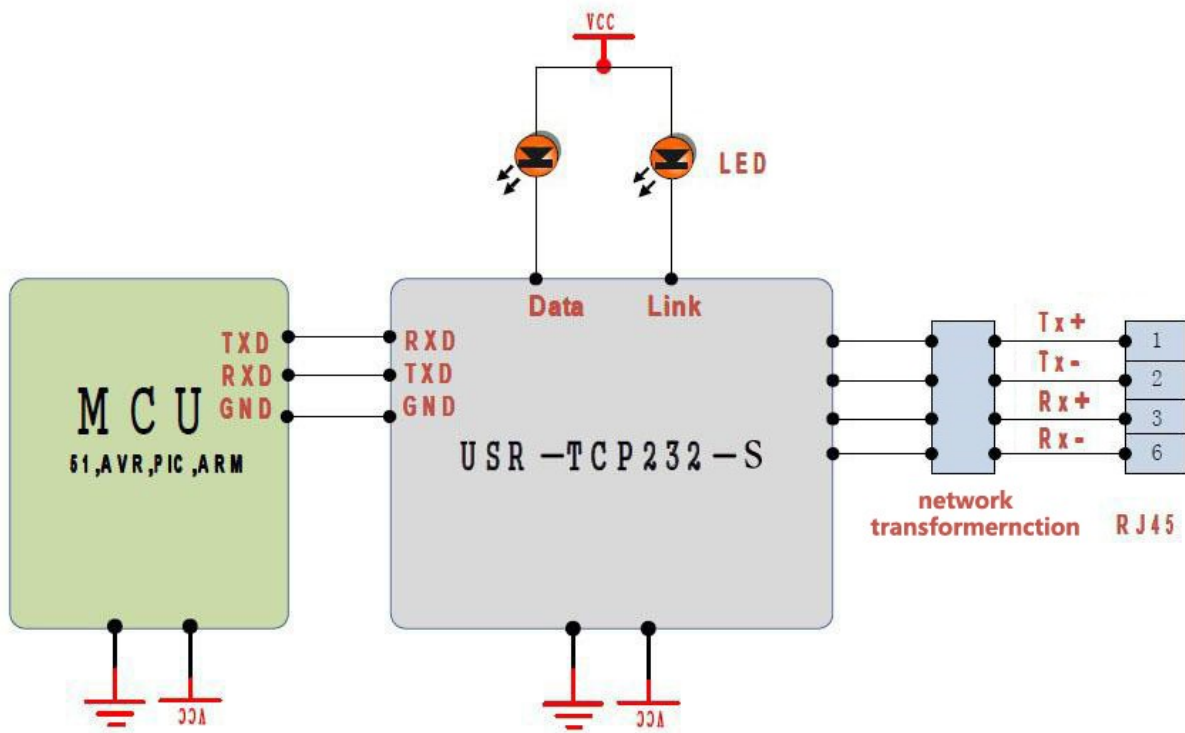 VCC
LED
Data Link
TXD RXD
RXD TXD
GND GND
MCU
51,AVR,PIC,ARM
USR-TCP232-S
Tx+ 1
Tx- 2
Rx+ 3
Rx- 6
network
transformernction
RJ45
VCC
VCC